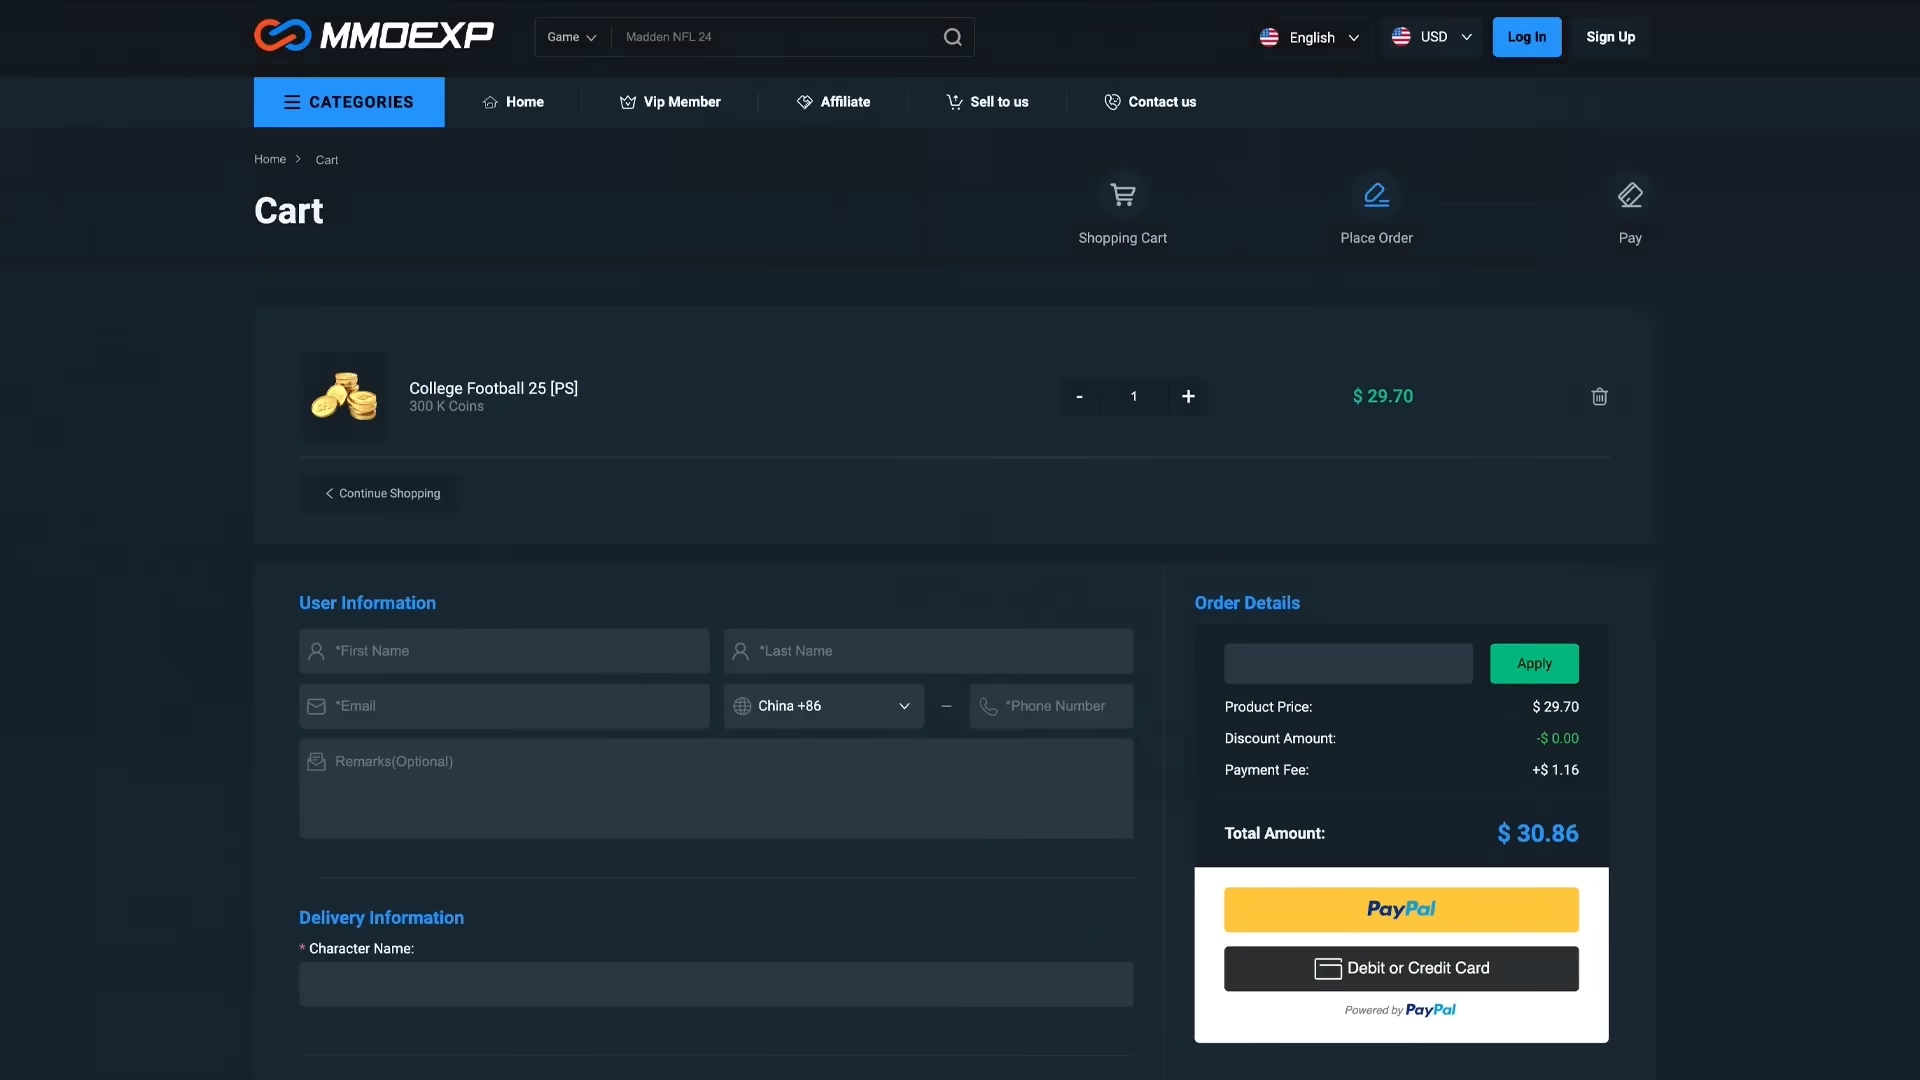 MMOEXP
Game
Madden NFL 24
English
USD
Log In
Sign Up
CATEGORIES
Home
Vip Member
Affiliate
Sell to us
Contact us
Home > Cart
Cart
Shopping Cart
Place Order
Pay
College Football 25 [PS]
300 K Coins
- 1 +
$ 29.70
< Continue Shopping
User Information
*First Name
*Last Name
*Email
China +86
*Phone Number
Remarks(Optional)
Delivery Information
* Character Name:
Order Details
Apply
Product Price: $ 29.70
Discount Amount: -$ 0.00
Payment Fee: +$ 1.16
Total Amount: $ 30.86
PayPal
Debit or Credit Card
Powered by PayPal